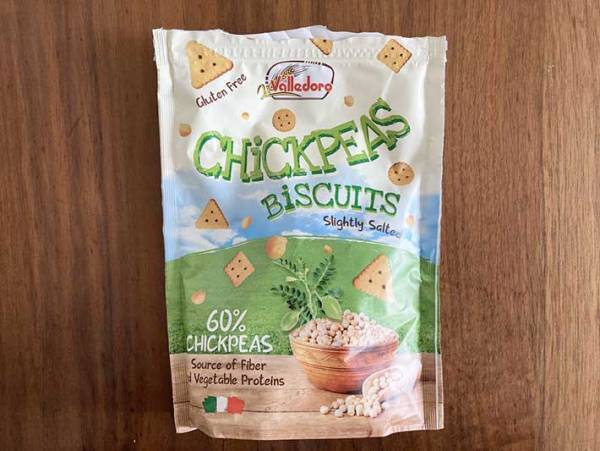 Gluten Free
Valledoro
CHiCKPEAS
BiSCUITS
Slightly Salted
60%
CHICKPEAS
Source of Fiber
Vegetable Proteins